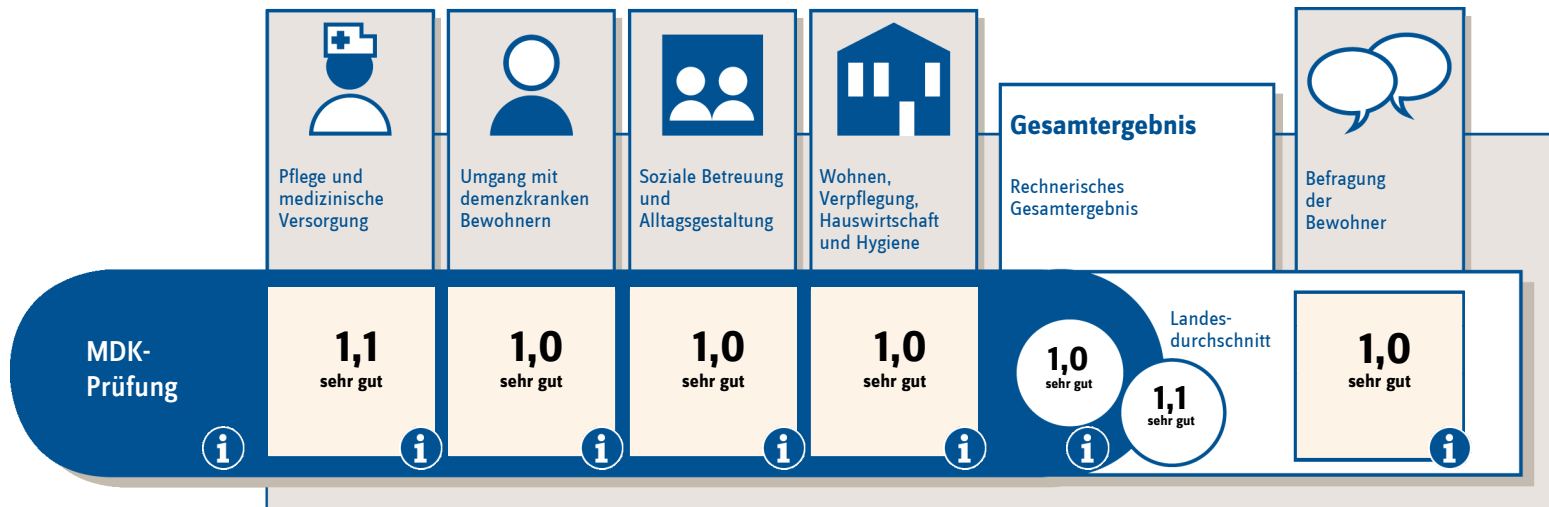 Pflege und
medizinische
Versorgung
Umgang mit
demenzkranken
Bewohnern
Soziale Betreuung
und
Alltagsgestaltung
Wohnen,
Verpflegung,
Hauswirtschaft
und Hygiene
Gesamtergebnis
Rechnerisches
Gesamtergebnis
Befragung
der
Bewohner
MDK-
Prüfung
i
1,1
sehr gut
i
1,0
sehr gut
i
1,0
sehr gut
i
1,0
sehr gut
i
1,0
sehr gut
i
Landes-
durchschnitt
1,1
sehr gut
1,0
sehr gut
i